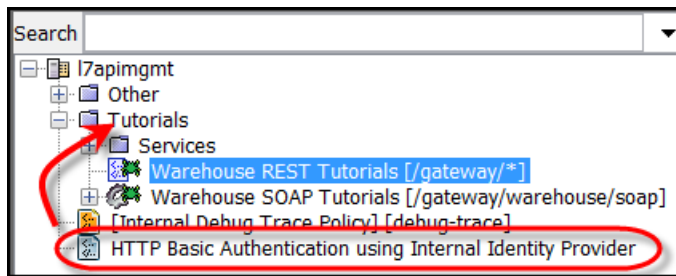 Search
l7apimgmt
Other
Tutorials
Services
Warehouse REST Tutorials [/gateway/*]
Warehouse SOAP Tutorials [/gateway/warehouse/soap]
[Internal Debug Trace Policy] [debug-trace]
HTTP Basic Authentication using Internal Identity Provider